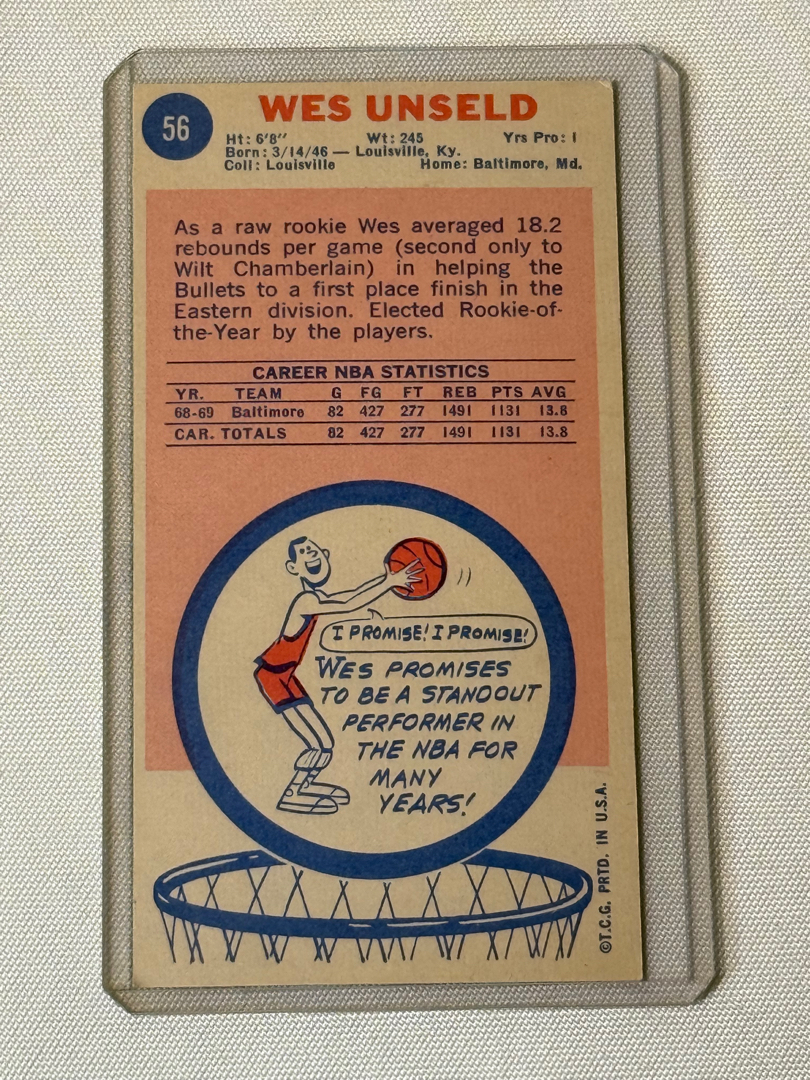 56
WES UNSELD
Ht: 6'8" Wt: 245 Yrs Pro: 1
Born: 3/14/46 — Louisville, Ky.
Coll: Louisville Home: Baltimore, Md.
As a raw rookie Wes averaged 18.2
rebounds per game (second only to
Wilt Chamberlain) in helping the
Bullets to a first place finish in the
Eastern division. Elected Rookie-of-
the-Year by the players.
CAREER NBA STATISTICS
YR. TEAM G FG FT REB PTS AVG
68-69 Baltimore 82 427 277 1491 1131 13.8
CAR. TOTALS 82 427 277 1491 1131 13.8
I PROMISE! I PROMISE!
WES PROMISES
TO BE A STANDOUT
PERFORMER IN
THE NBA FOR
MANY
YEARS!
©T.C.G. PRTD. IN U.S.A.